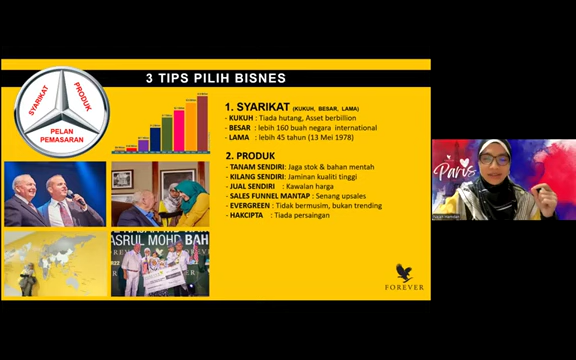 3 TIPS PILIH BISNES
SYARIKAT
PRODUK
PELAN
PEMASARAN
1. SYARIKAT (KUKUH, BESAR, LAMA)
- KUKUH : Tiada hutang, Asset berbillion
- BESAR : lebih 160 buah negara international
- LAMA : lebih 45 tahun (13 Mei 1978)
2. PRODUK
- TANAM SENDIRI: Jaga stok & bahan mentah
- KILANG SENDIRI: Jaminan kualiti tinggi
- JUAL SENDIRI : Kawalan harga
- SALES FUNNEL MANTAP : Senang upsales
- EVERGREEN : Tidak bermusim, bukan trending
- HAKCIPTA : Tiada persaingan
ASRUL MOHD BAH
FOREVER
Paris